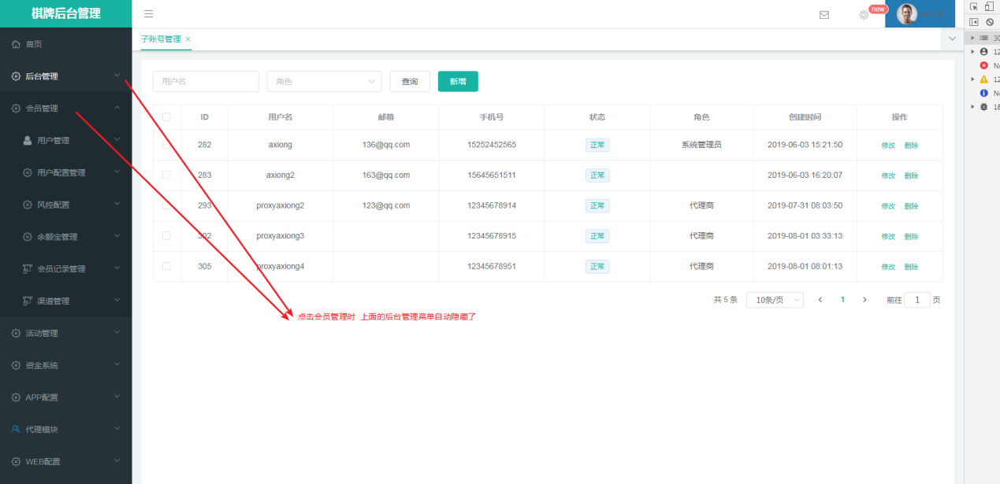 棋牌后台管理
new
首页
后台管理
会员管理
用户管理
用户配置管理
风控配置
余额宝管理
会员记录管理
渠道管理
活动管理
资金系统
APP配置
代理模块
WEB配置
子账号管理 ×
用户名 角色 查询 新增
ID 用户名 邮箱 手机号 状态 角色 创建时间 操作
282 axiong 136@qq.com 15252452565 正常 系统管理员 2019-06-03 15:21:50 修改 删除
283 axiong2 163@qq.com 15645651511 正常 2019-06-03 16:20:07 修改 删除
293 proxyaxiong2 123@qq.com 12345678914 正常 代理商 2019-07-31 08:03:50 修改 删除
302 proxyaxiong3 12345678915 正常 代理商 2019-08-01 03:33:13 修改 删除
305 proxyaxiong4 12345678951 正常 代理商 2019-08-01 08:01:13 修改 删除
共 5 条 10条/页 1 前往 1 页
点击会员管理时 上面的后台管理菜单自动隐藏了
30
12
No
12
No
18